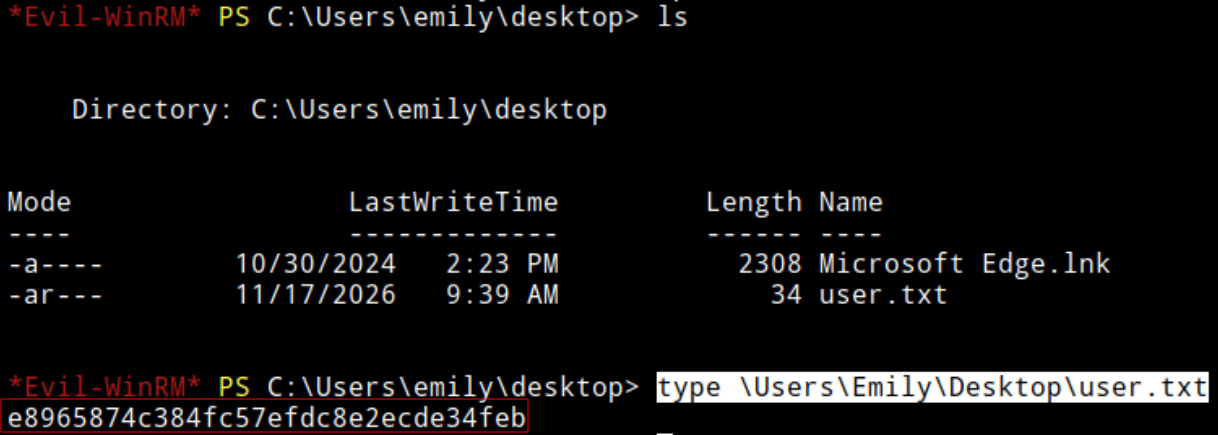 *Evil-WinRM* PS C:\Users\emily\desktop> ls
Directory: C:\Users\emily\desktop
Mode                 LastWriteTime         Length Name
----                 -------------         ------ ----
-a----        10/30/2024   2:23 PM           2308 Microsoft Edge.lnk
-ar---        11/17/2026   9:39 AM             34 user.txt
*Evil-WinRM* PS C:\Users\emily\desktop> type \Users\Emily\Desktop\user.txt
e8965874c384fc57efdc8e2ecde34feb